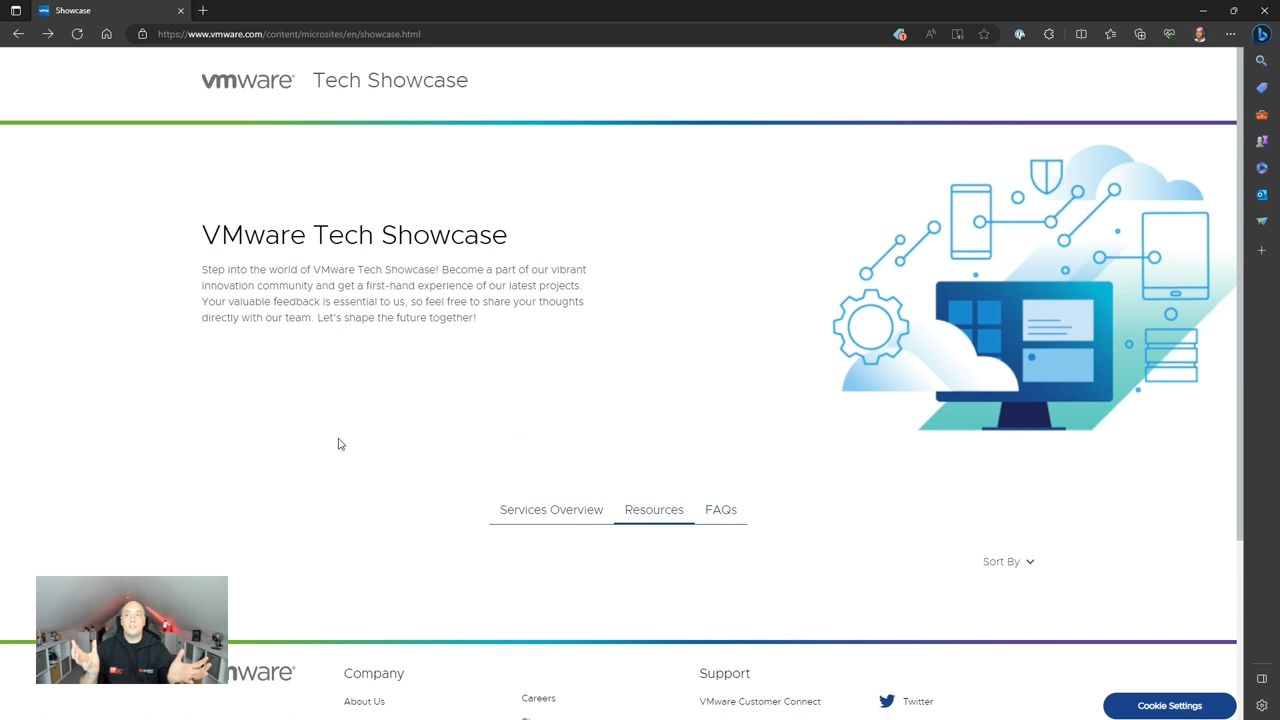 Showcase
https://www.vmware.com/content/microsites/en/showcase.html
vmware® Tech Showcase
VMware Tech Showcase
Step into the world of VMware Tech Showcase! Become a part of our vibrant
innovation community and get a first-hand experience of our latest projects.
Your valuable feedback is essential to us, so feel free to share your thoughts
directly with our team. Let's shape the future together!
Services Overview Resources FAQs
Sort By
mware®
Company
Support
About Us
Careers
VMware Customer Connect
Twitter
Cookie Settings